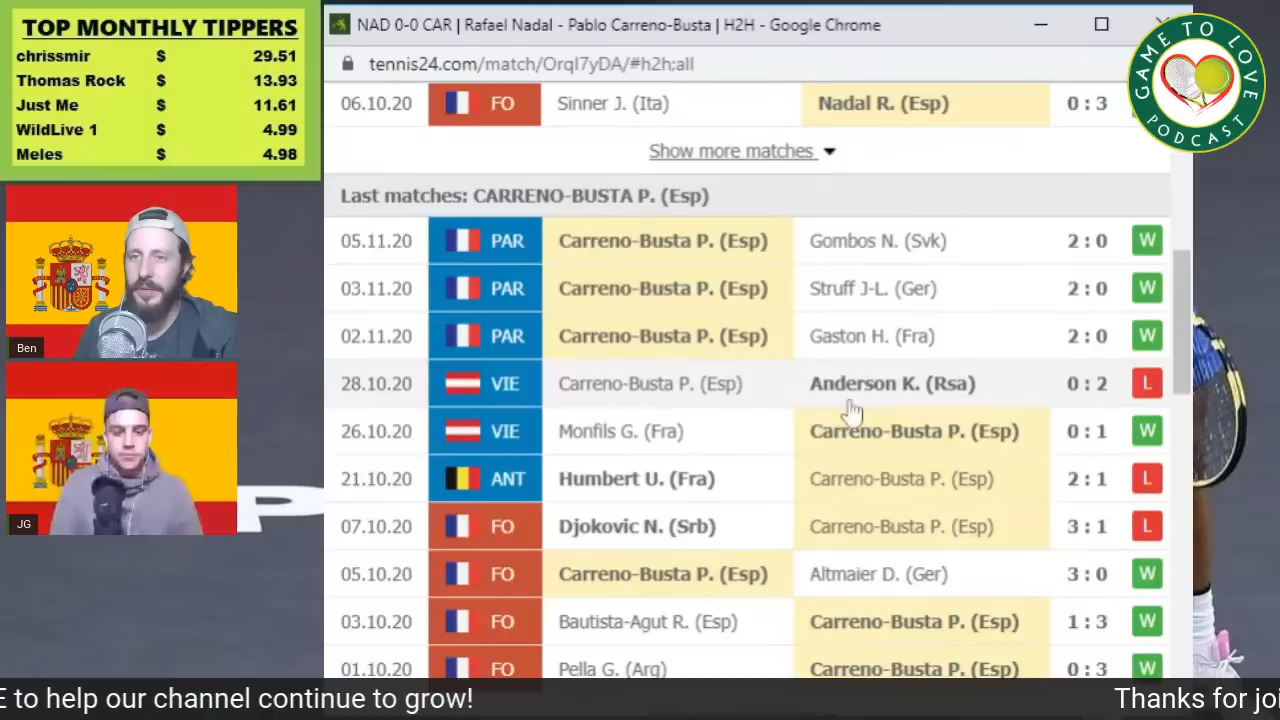 TOP MONTHLY TIPPERS
chrissmir $ 29.51
Thomas Rock $ 13.93
Just Me $ 11.61
WildLive 1 $ 4.99
Meles $ 4.98
Ben
JG
NAD 0-0 CAR | Rafael Nadal - Pablo Carreno-Busta | H2H - Google Chrome
tennis24.com/match/OrqI7yDA/#h2h;all
06.10.20 FO Sinner J. (Ita) Nadal R. (Esp) 0 : 3
Show more matches
Last matches: CARRENO-BUSTA P. (Esp)
05.11.20 PAR Carreno-Busta P. (Esp) Gombos N. (Svk) 2 : 0 W
03.11.20 PAR Carreno-Busta P. (Esp) Struff J-L. (Ger) 2 : 0 W
02.11.20 PAR Carreno-Busta P. (Esp) Gaston H. (Fra) 2 : 0 W
28.10.20 VIE Carreno-Busta P. (Esp) Anderson K. (Rsa) 0 : 2 L
26.10.20 VIE Monfils G. (Fra) Carreno-Busta P. (Esp) 0 : 1 W
21.10.20 ANT Humbert U. (Fra) Carreno-Busta P. (Esp) 2 : 1 L
07.10.20 FO Djokovic N. (Srb) Carreno-Busta P. (Esp) 3 : 1 L
05.10.20 FO Carreno-Busta P. (Esp) Altmaier D. (Ger) 3 : 0 W
03.10.20 FO Bautista-Agut R. (Esp) Carreno-Busta P. (Esp) 1 : 3 W
01.10.20 FO Pella G. (Arg) Carreno-Busta P. (Esp) 0 : 3 W
GAME TO LOVE
PODCAST
P
E to help our channel continue to grow! Thanks for joi